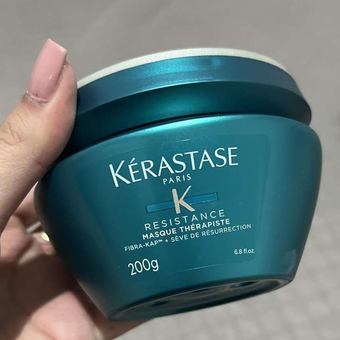 KÉRASTASE
PARIS
K
RESISTANCE
MASQUE THÉRAPISTE
FIBRA-KAP™ + SÈVE DE RÉSURRECTION
200g
6.8 fl.oz.